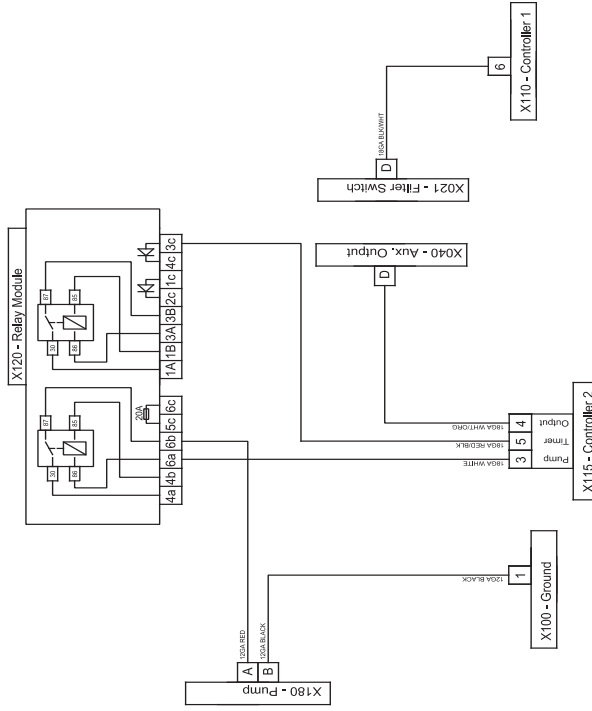 X120 - Relay Module
30
87
86
85
30
87
86
85
20A
4a
4b
6a
6b
5c
6c
1A
1B
3A
3B
2c
1c
4c
3c
X110 - Controller 1
6
18GA BLK/WHT
D
X021 - Filter Switch
X040 - Aux. Output
D
18GA WHT/ORG
18GA RED/BLK
18GA WHITE
4
Output
5
Timer
3
Pump
X115 - Controller 2
12GA RED
A
12GA BLACK
B
X180 - Pump
12GA BLACK
1
X100 - Ground